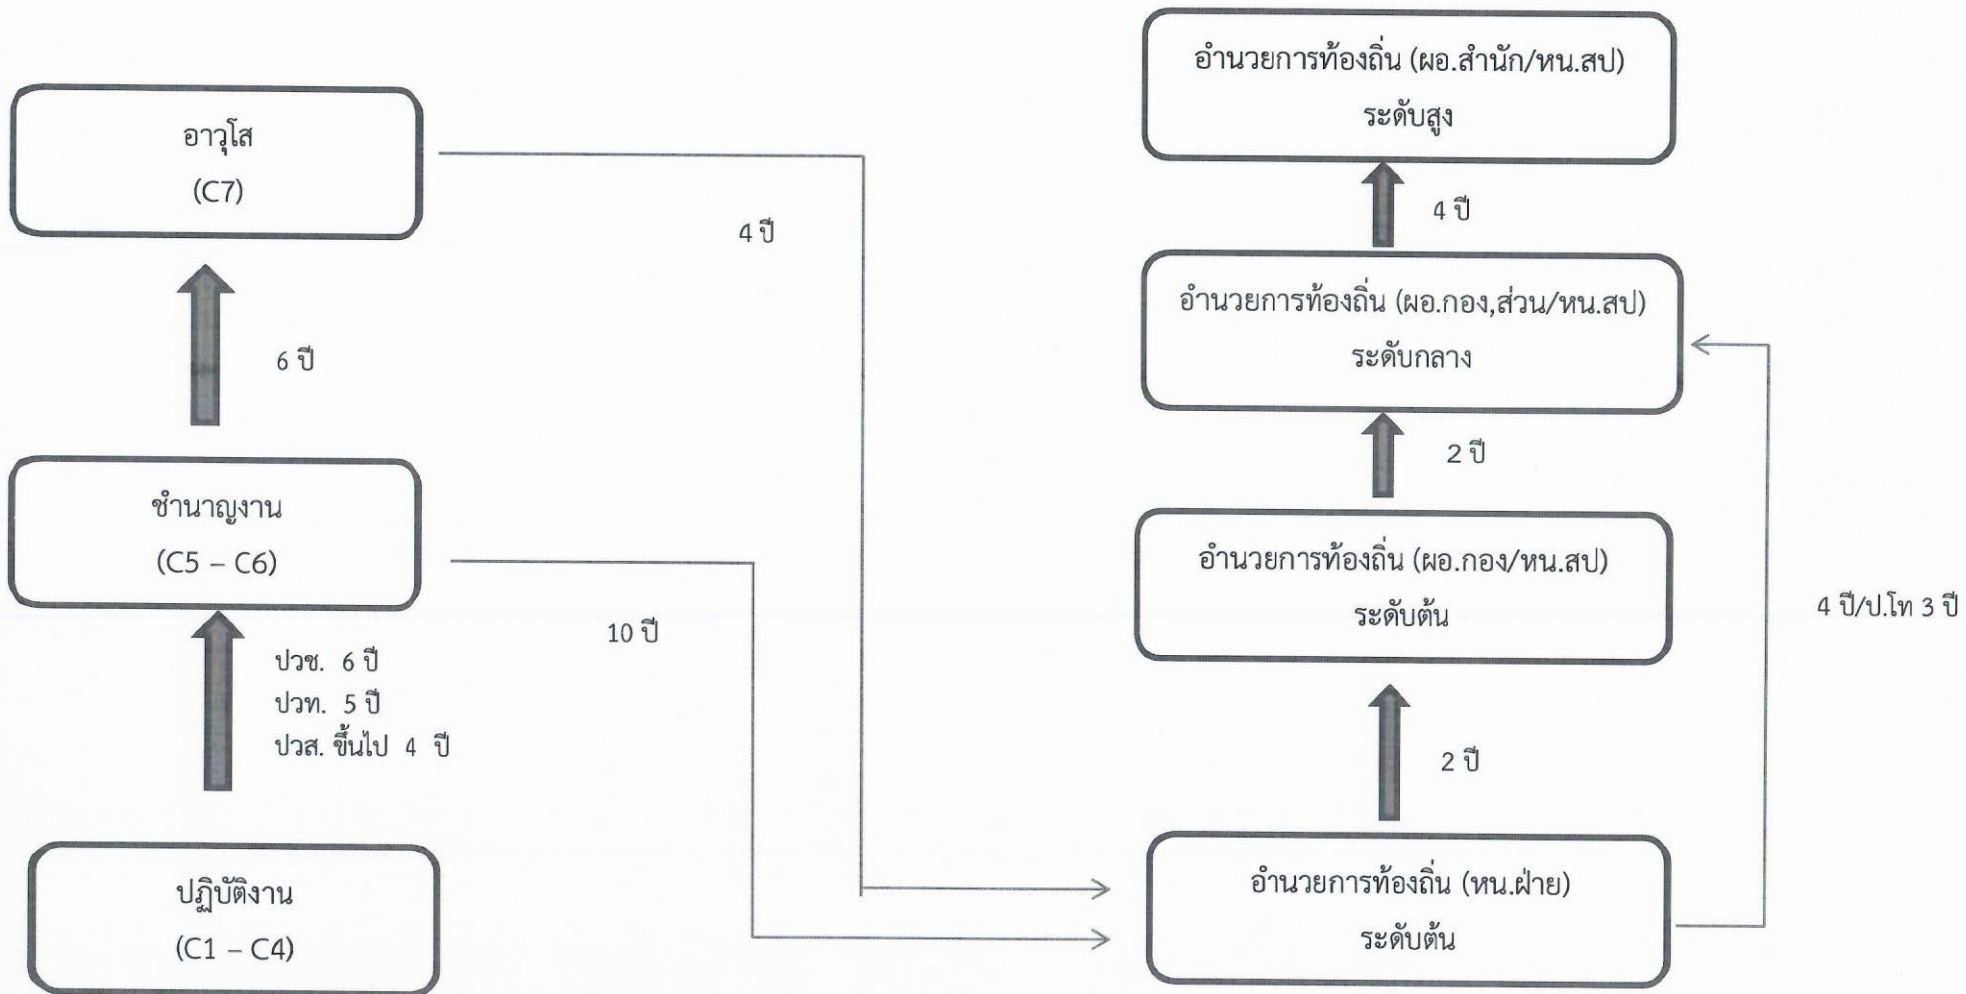 อำนวยการท้องถิ่น (ผอ.สำนัก/หน.สป)
ระดับสูง
อาวุโส
(C7)
4 ปี
4 ปี
อำนวยการท้องถิ่น (ผอ.กอง,ส่วน/หน.สป)
ระดับกลาง
6 ปี
2 ปี
ชำนาญงาน
(C5 – C6)
อำนวยการท้องถิ่น (ผอ.กอง/หน.สป)
ระดับต้น
4 ปี/ป.โท 3 ปี
10 ปี
ปวช. 6 ปี
ปวท. 5 ปี
ปวส. ขึ้นไป 4 ปี
2 ปี
ปฏิบัติงาน
(C1 – C4)
อำนวยการท้องถิ่น (หน.ฝ่าย)
ระดับต้น